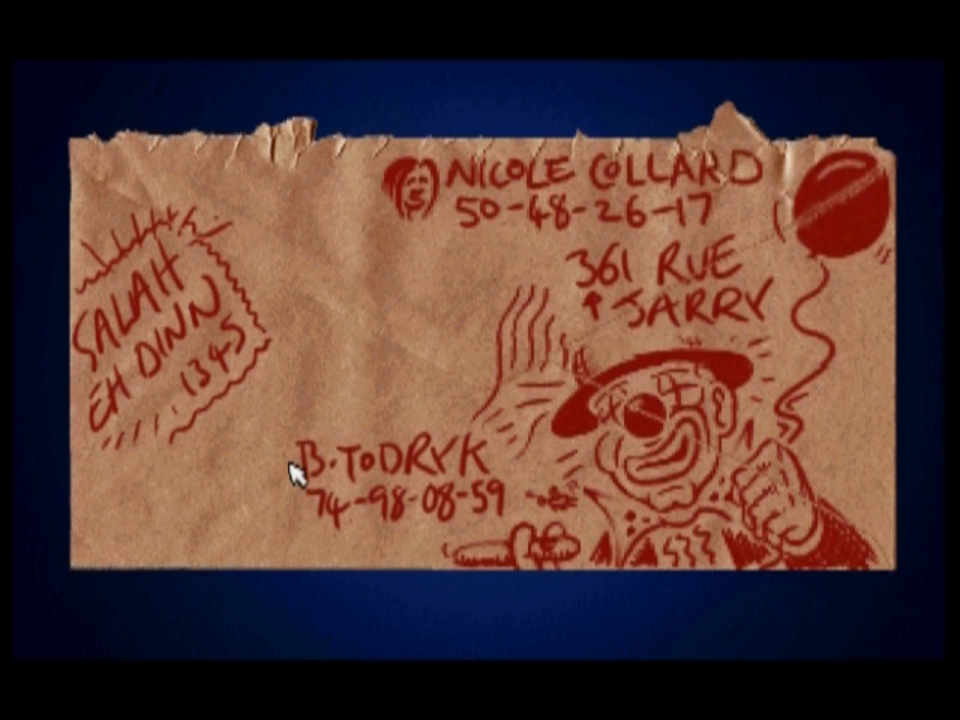 NICOLE COLLARD
50-48-26-17
361 RUE
JARRY
SALAH
EH DINN
1345
B. TODRYK
74-98-08-59